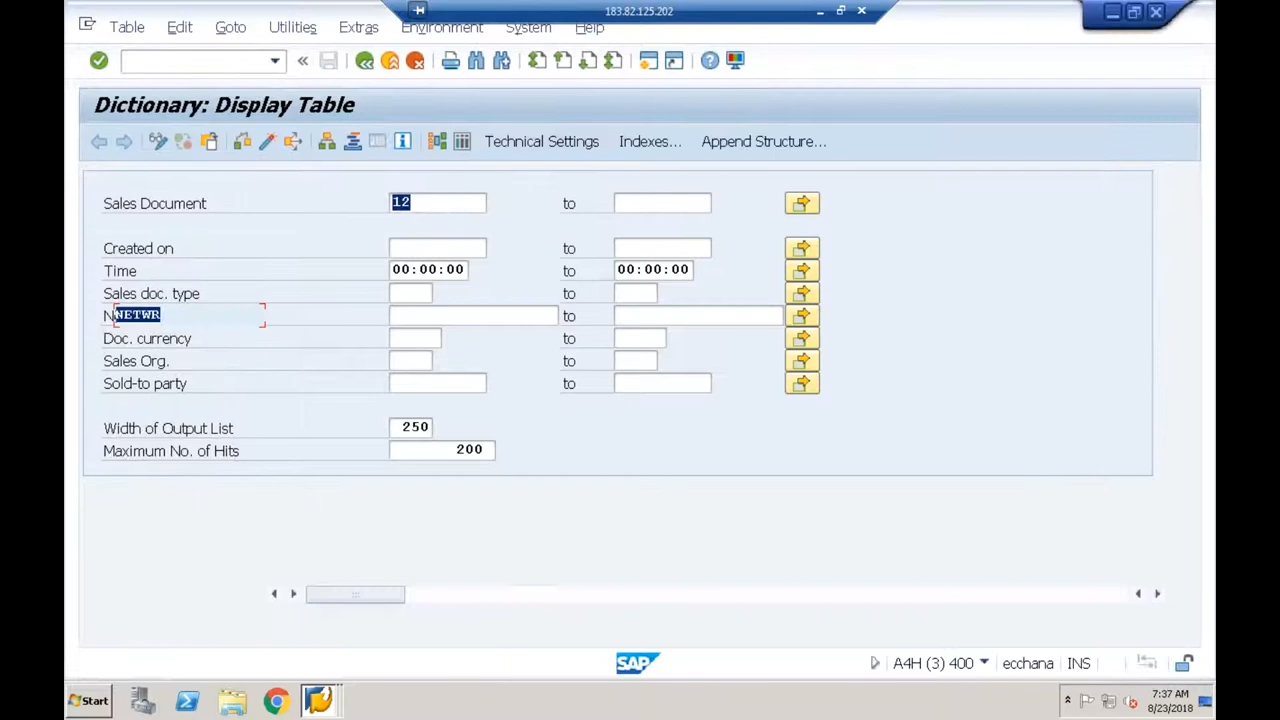 183.82.125.202
Table Edit Goto Utilities Extras Environment System Help
Dictionary: Display Table
Technical Settings Indexes... Append Structure...
Sales Document 12 to
Created on to
Time 00:00:00 to 00:00:00
Sales doc. type to
NNETWR to
Doc. currency to
Sales Org. to
Sold-to party to
Width of Output List 250
Maximum No. of Hits 200
SAP A4H (3) 400 ecchana INS
Start 7:37 AM
8/23/2018